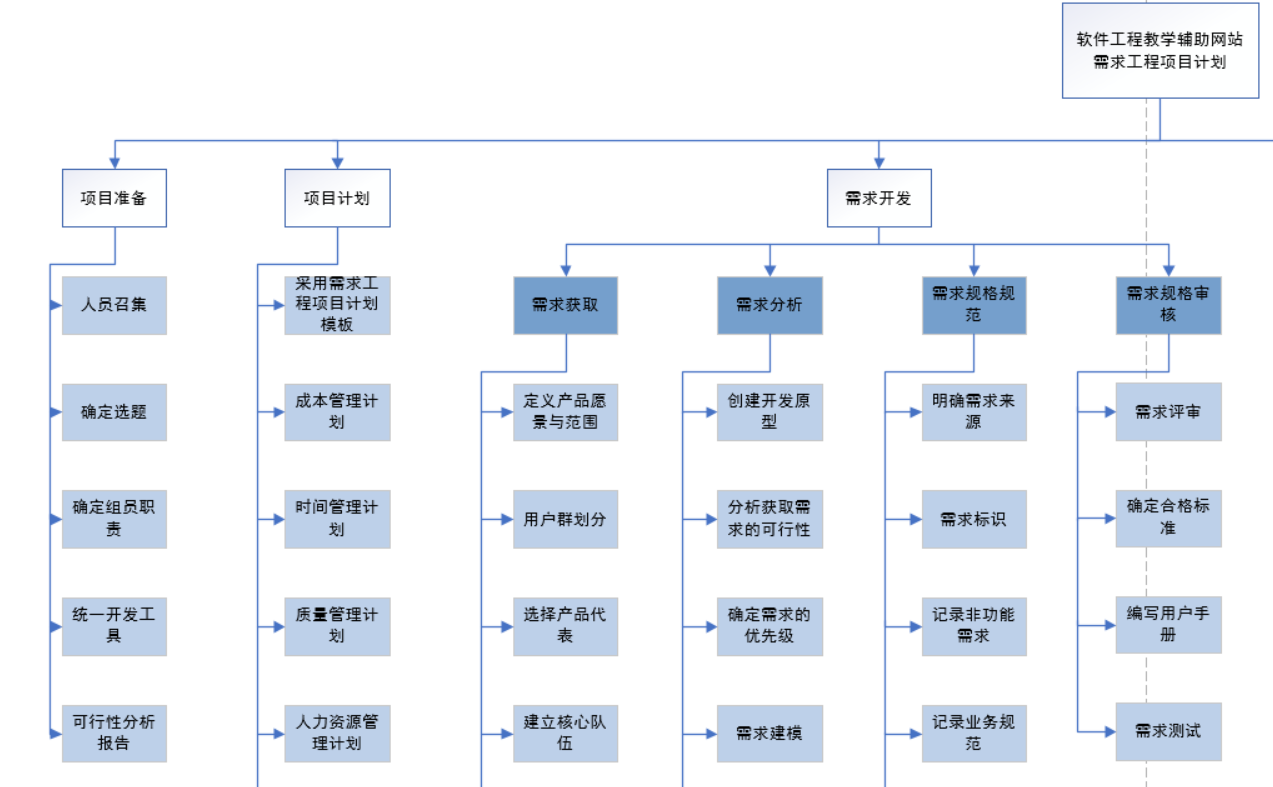 软件工程教学辅助网站
需求工程项目计划
项目准备
项目计划
需求开发
人员召集
采用需求工
程项目计划
模板
需求获取
需求分析
需求规格规
范
需求规格审
核
确定选题
成本管理计
划
定义产品愿
景与范围
创建开发原
型
明确需求来
源
需求评审
确定组员职
责
时间管理计
划
用户群划分
分析获取需
求的可行性
需求标识
确定合格标
准
统一开发工
具
质量管理计
划
选择产品代
表
确定需求的
优先级
记录非功能
需求
编写用户手
册
可行性分析
报告
人力资源管
理计划
建立核心队
伍
需求建模
记录业务规
范
需求测试